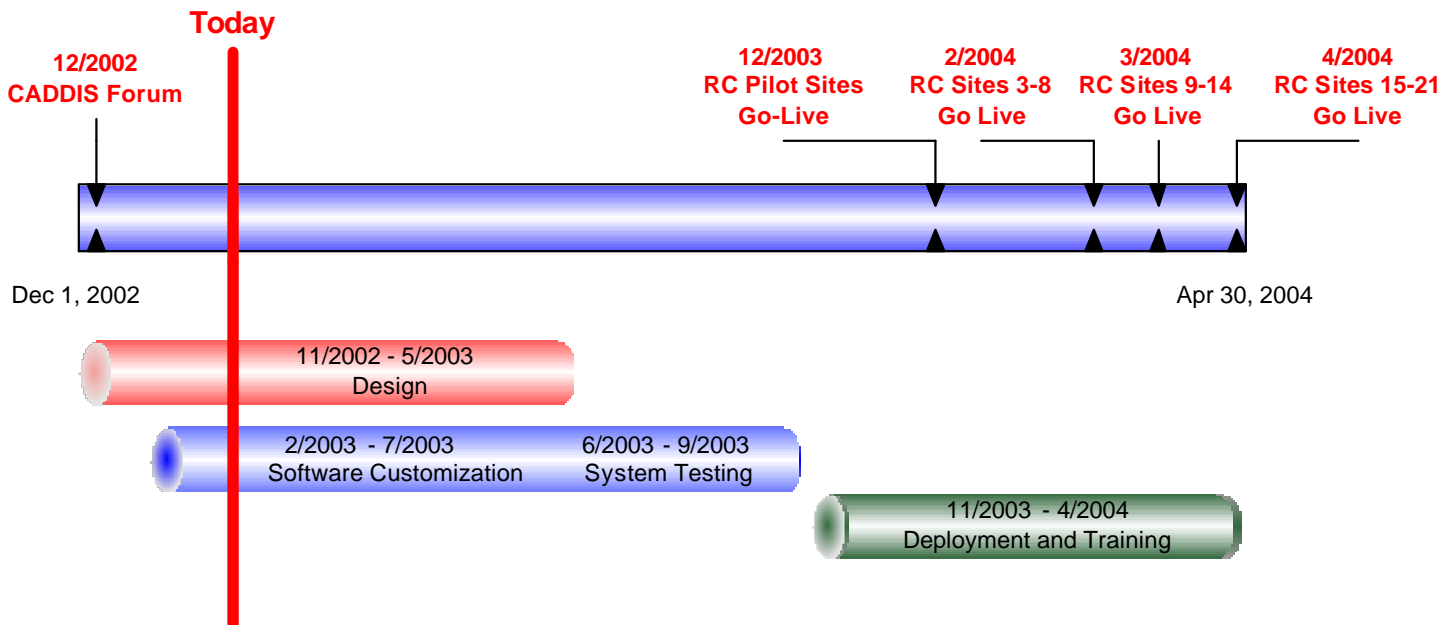 Today
12/2002
CADDIS Forum
12/2003
RC Pilot Sites
Go-Live
2/2004
RC Sites 3-8
Go Live
3/2004
RC Sites 9-14
Go Live
4/2004
RC Sites 15-21
Go Live
Dec 1, 2002
Apr 30, 2004
11/2002 - 5/2003
Design
2/2003 - 7/2003
Software Customization
6/2003 - 9/2003
System Testing
11/2003 - 4/2004
Deployment and Training